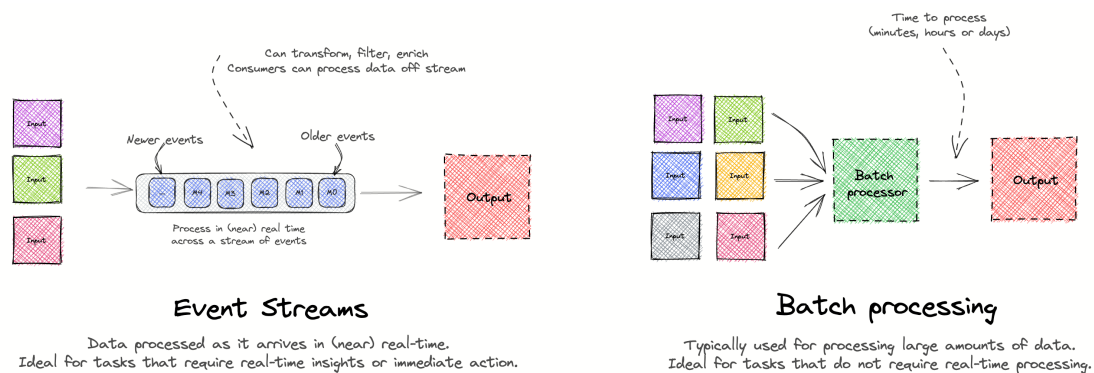 Can transform, filter, enrich
Consumers can process data off stream
Newer events
Older events
Input
Input
Input
...
M4
M3
M2
M1
M0
Process in (near) real time
across a stream of events
Output
Event Streams
Data processed as it arrives in (near) real-time.
Ideal for tasks that require real-time insights or immediate action.
Time to process
(minutes, hours or days)
Input
Input
Input
Input
Input
Input
Batch
processor
Output
Batch processing
Typically used for processing large amounts of data.
Ideal for tasks that do not require real-time processing.